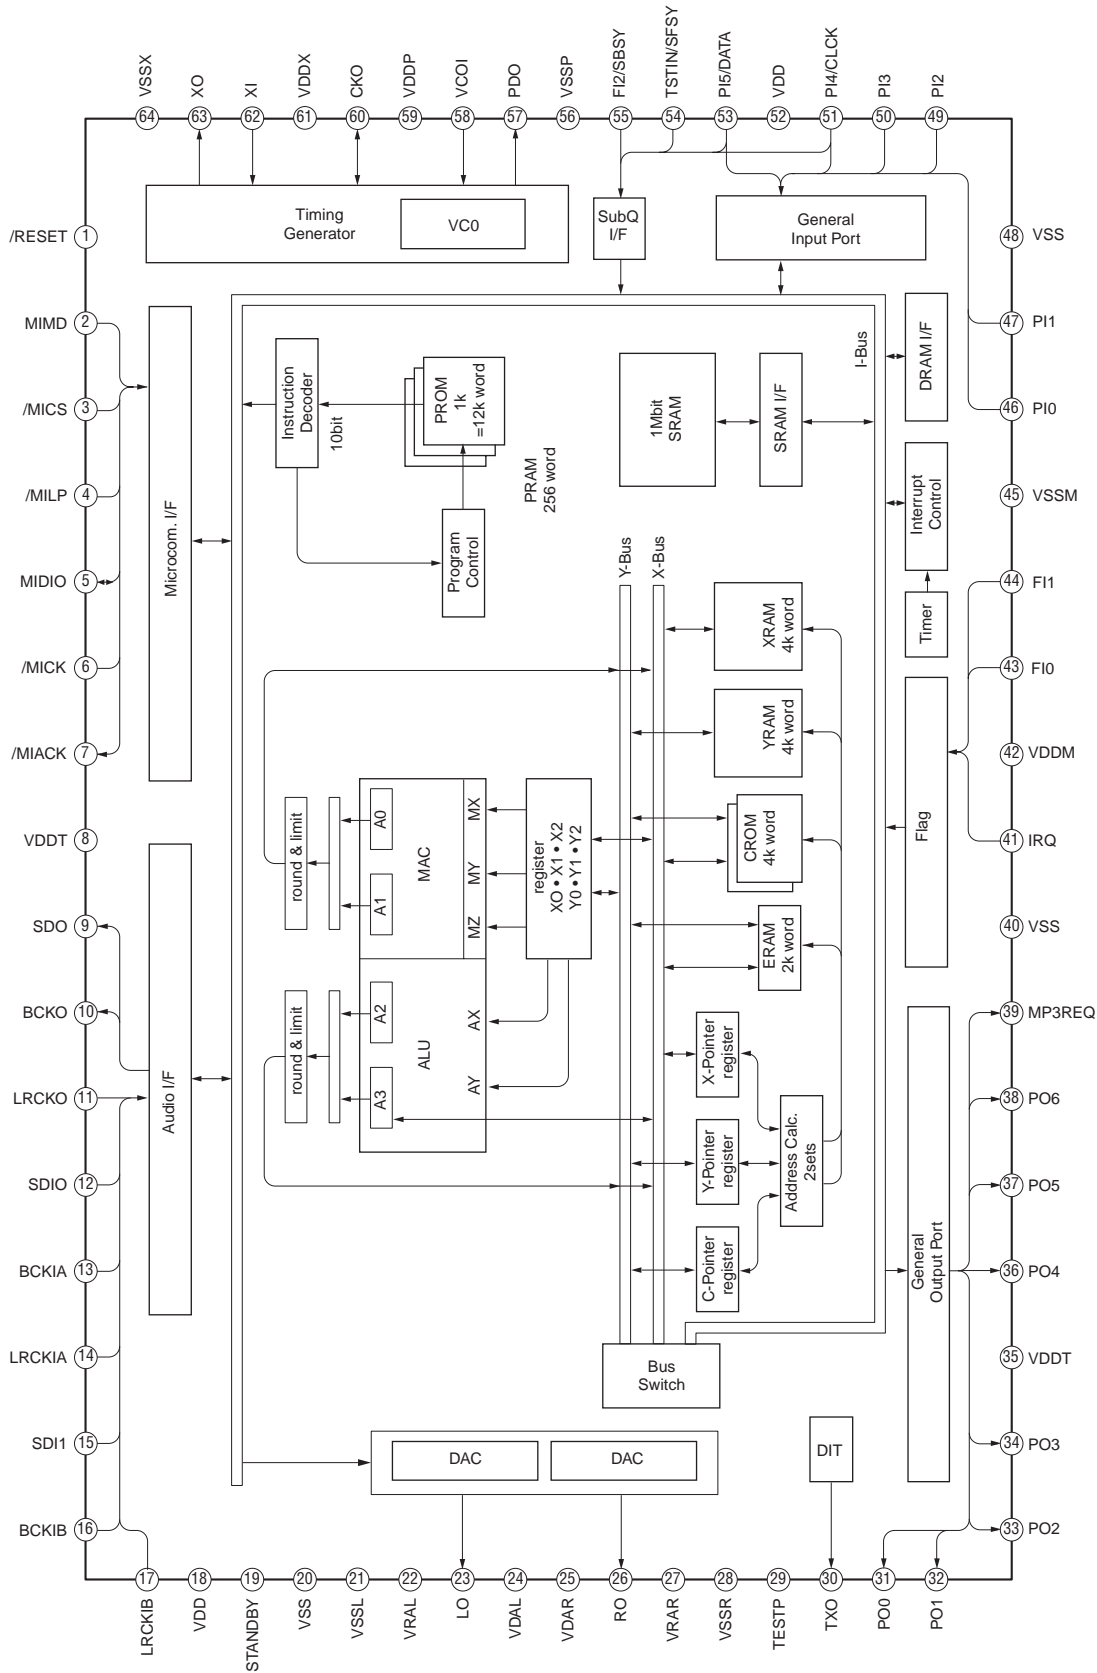 VSSX
XO
XI
VDDX
CKO
VDDP
VCOI
PDO
VSSP
FI2/SBSY
TSTIN/SFSY
PI5/DATA
VDD
PI4/CLCK
PI3
PI2
64
63
62
61
60
59
58
57
56
55
54
53
52
51
50
49
/RESET
1
MIMD
2
/MICS
3
/MILP
4
MIDIO
5
/MICK
6
/MIACK
7
VDDT
8
SDO
9
BCKO
10
LRCKO
11
SDIO
12
BCKIA
13
LRCKIA
14
SDI1
15
BCKIB
16
Timing
Generator
VC0
SubQ
I/F
General
Input Port
Microcom. I/F
Audio I/F
Instruction
Decoder
10bit
PROM
1k
=12k word
PRAM
256 word
Program
Control
1Mbit
SRAM
SRAM I/F
I-Bus
DRAM I/F
Interrupt
Control
Timer
Flag
General
Output Port
Y-Bus
X-Bus
XRAM
4k word
YRAM
4k word
CROM
4k word
ERAM
2k word
round & limit
A0
A1
MAC
MX
MY
MZ
register
XO • X1 • X2
Y0 • Y1 • Y2
round & limit
A2
A3
ALU
AX
AY
X-Pointer
register
Y-Pointer
register
C-Pointer
register
Address Calc.
2sets
Bus
Switch
DAC
DAC
DIT
48
VSS
47
PI1
46
PI0
45
VSSM
44
FI1
43
FI0
42
VDDM
41
IRQ
40
VSS
39
MP3REQ
38
PO6
37
PO5
36
PO4
35
VDDT
34
PO3
33
PO2
17
18
19
20
21
22
23
24
25
26
27
28
29
30
31
32
LRCKIB
VDD
STANDBY
VSS
VSSL
VRAL
LO
VDAL
VDAR
RO
VRAR
VSSR
TESTP
TXO
PO0
PO1